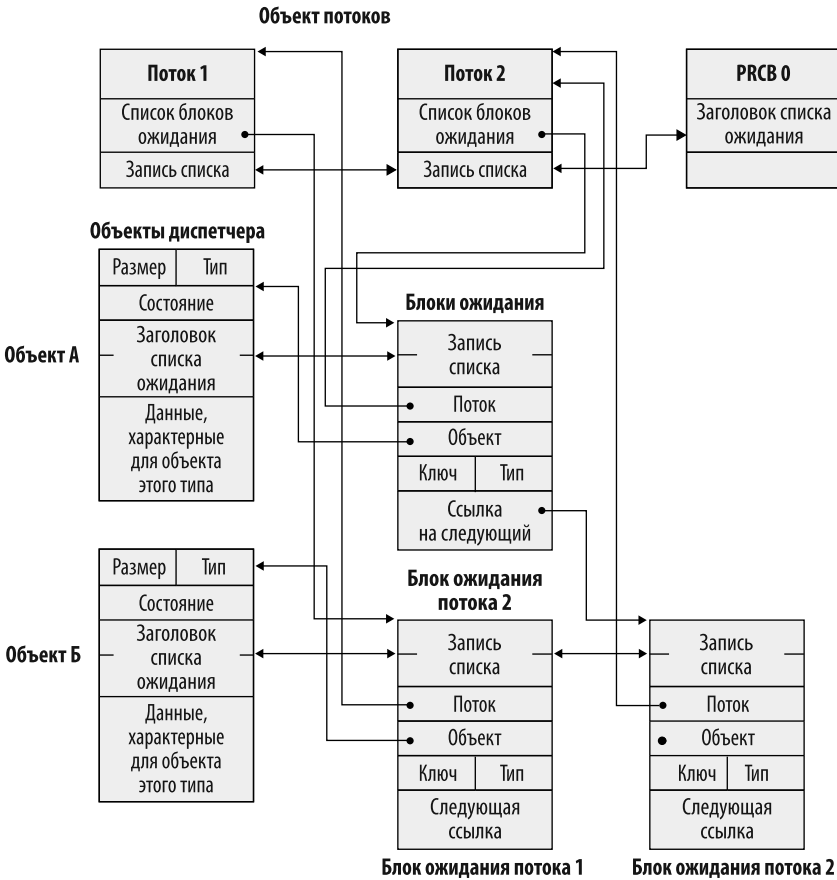 Объект потоков
Поток 1
Список блоков
ожидания
Запись списка
Поток 2
Список блоков
ожидания
Запись списка
PRCB 0
Заголовок списка
ожидания
Объекты диспетчера
Объект А
Размер
Тип
Состояние
Заголовок
списка
ожидания
Данные,
характерные
для объекта
этого типа
Блоки ожидания
Запись
списка
Поток
Объект
Ключ
Тип
Ссылка
на следующий
Блок ожидания
потока 2
Объект Б
Размер
Тип
Состояние
Заголовок
списка
ожидания
Данные,
характерные
для объекта
этого типа
Запись
списка
Поток
Объект
Ключ
Тип
Следующая
ссылка
Блок ожидания потока 1
Запись
списка
Поток
Объект
Ключ
Тип
Следующая
ссылка
Блок ожидания потока 2